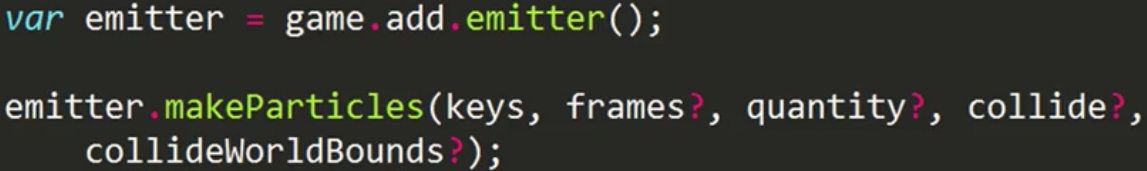 var emitter = game.add.emitter();
emitter.makeParticles(keys, frames?, quantity?, collide?,
collideWorldBounds?);